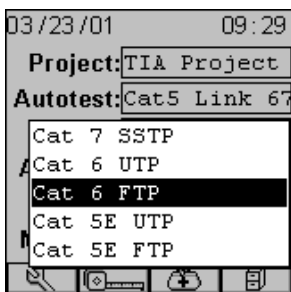 03/23/01 09:29
Project: TIA Project
Autotest: Cat5 Link 67
Cat 7 SSTP
Cat 6 UTP
Cat 6 FTP
Cat 5E UTP
Cat 5E FTP